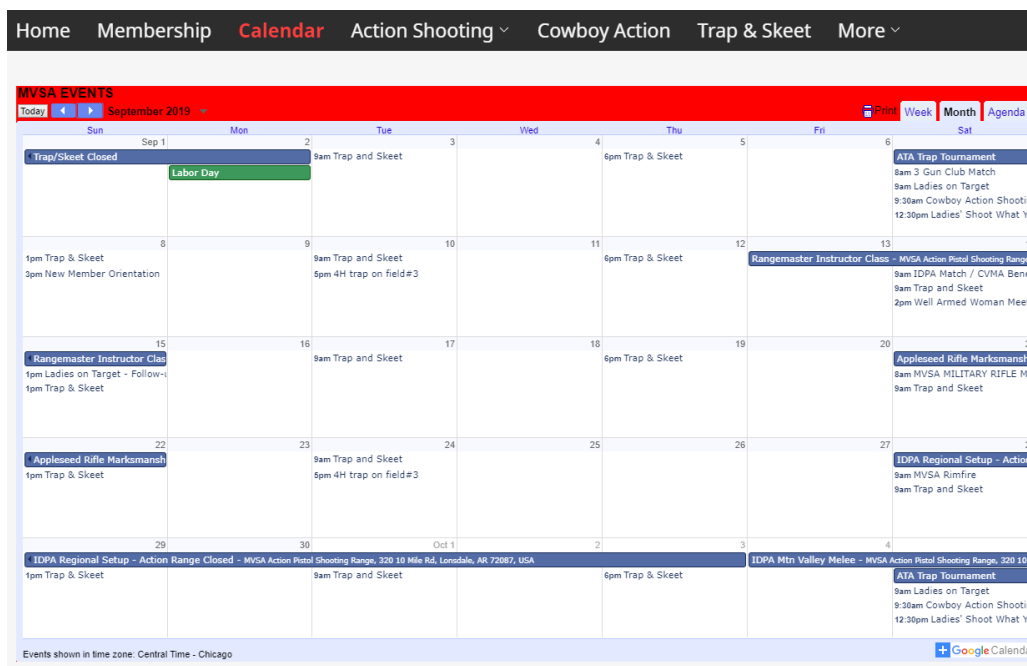 Home Membership Calendar Action Shooting Cowboy Action Trap & Skeet More
MVSA EVENTS
Today September 2019 Print Week Month Agenda
Sun Mon Tue Wed Thu Fri Sat
Sep 1 2 3 4 5 6
Trap/Skeet Closed
Labor Day
9am Trap and Skeet
6pm Trap & Skeet
ATA Trap Tournament
8am 3 Gun Club Match
9am Ladies on Target
9:30am Cowboy Action Shooti
12:30pm Ladies' Shoot What Y
8 9 10 11 12 13
1pm Trap & Skeet
3pm New Member Orientation
9am Trap and Skeet
5pm 4H trap on field#3
6pm Trap & Skeet
Rangemaster Instructor Class - MVSA Action Pistol Shooting Range
9am IDPA Match / CVMA Bene
9am Trap and Skeet
2pm Well Armed Woman Mee
15 16 17 18 19 20
Rangemaster Instructor Clas
1pm Ladies on Target - Follow-u
1pm Trap & Skeet
9am Trap and Skeet
6pm Trap & Skeet
Appleseed Rifle Marksmansh
8am MVSA MILITARY RIFLE M
9am Trap and Skeet
22 23 24 25 26 27
Appleseed Rifle Marksmansh
1pm Trap & Skeet
9am Trap and Skeet
5pm 4H trap on field#3
IDPA Regional Setup - Actio
9am MVSA Rimfire
9am Trap and Skeet
29 30 Oct 1 2 3 4
IDPA Regional Setup - Action Range Closed - MVSA Action Pistol Shooting Range, 320 10 Mile Rd, Lonsdale, AR 72087, USA
IDPA Mtn Valley Melee - MVSA Action Pistol Shooting Range, 320 10
1pm Trap & Skeet
9am Trap and Skeet
6pm Trap & Skeet
ATA Trap Tournament
9am Ladies on Target
9:30am Cowboy Action Shooti
12:30pm Ladies' Shoot What Y
Events shown in time zone: Central Time - Chicago
Google Calenda